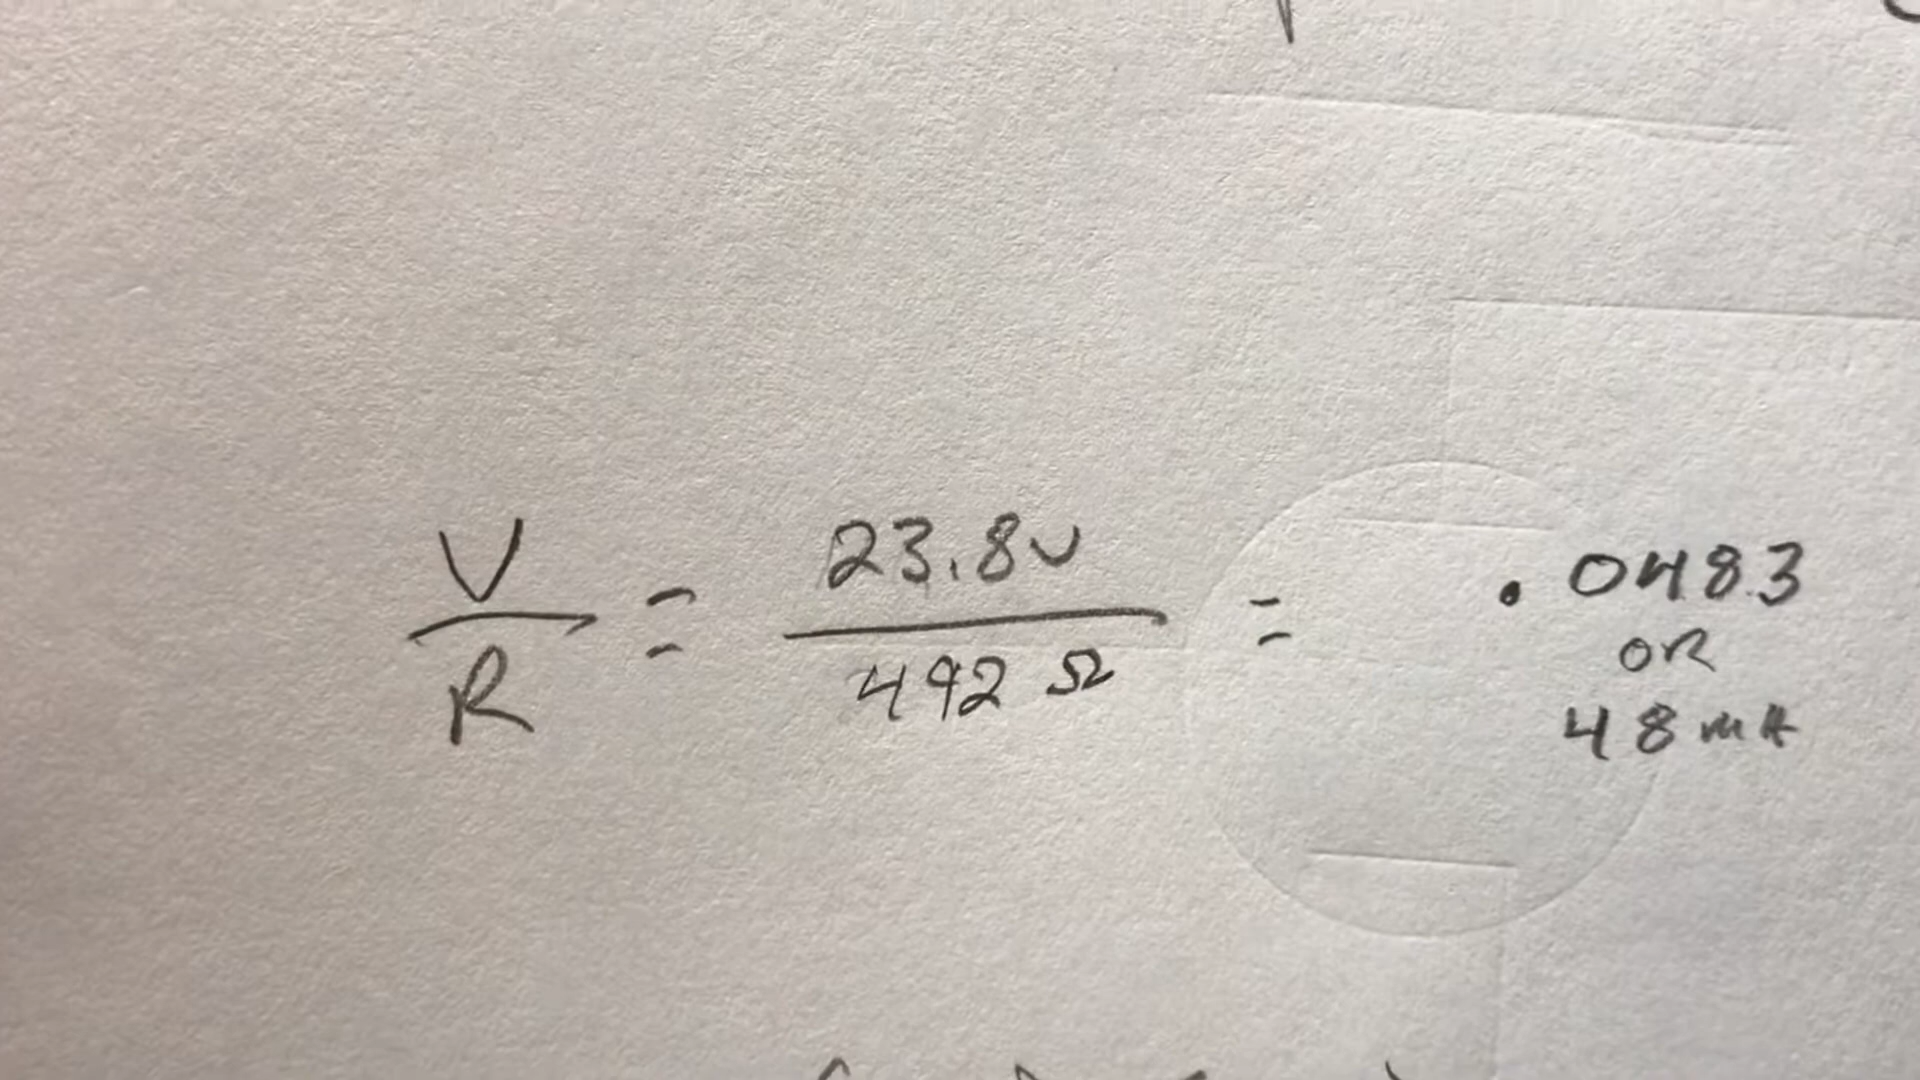 V/R = 23.8V/492 Ω = .0483
OR
48 mA